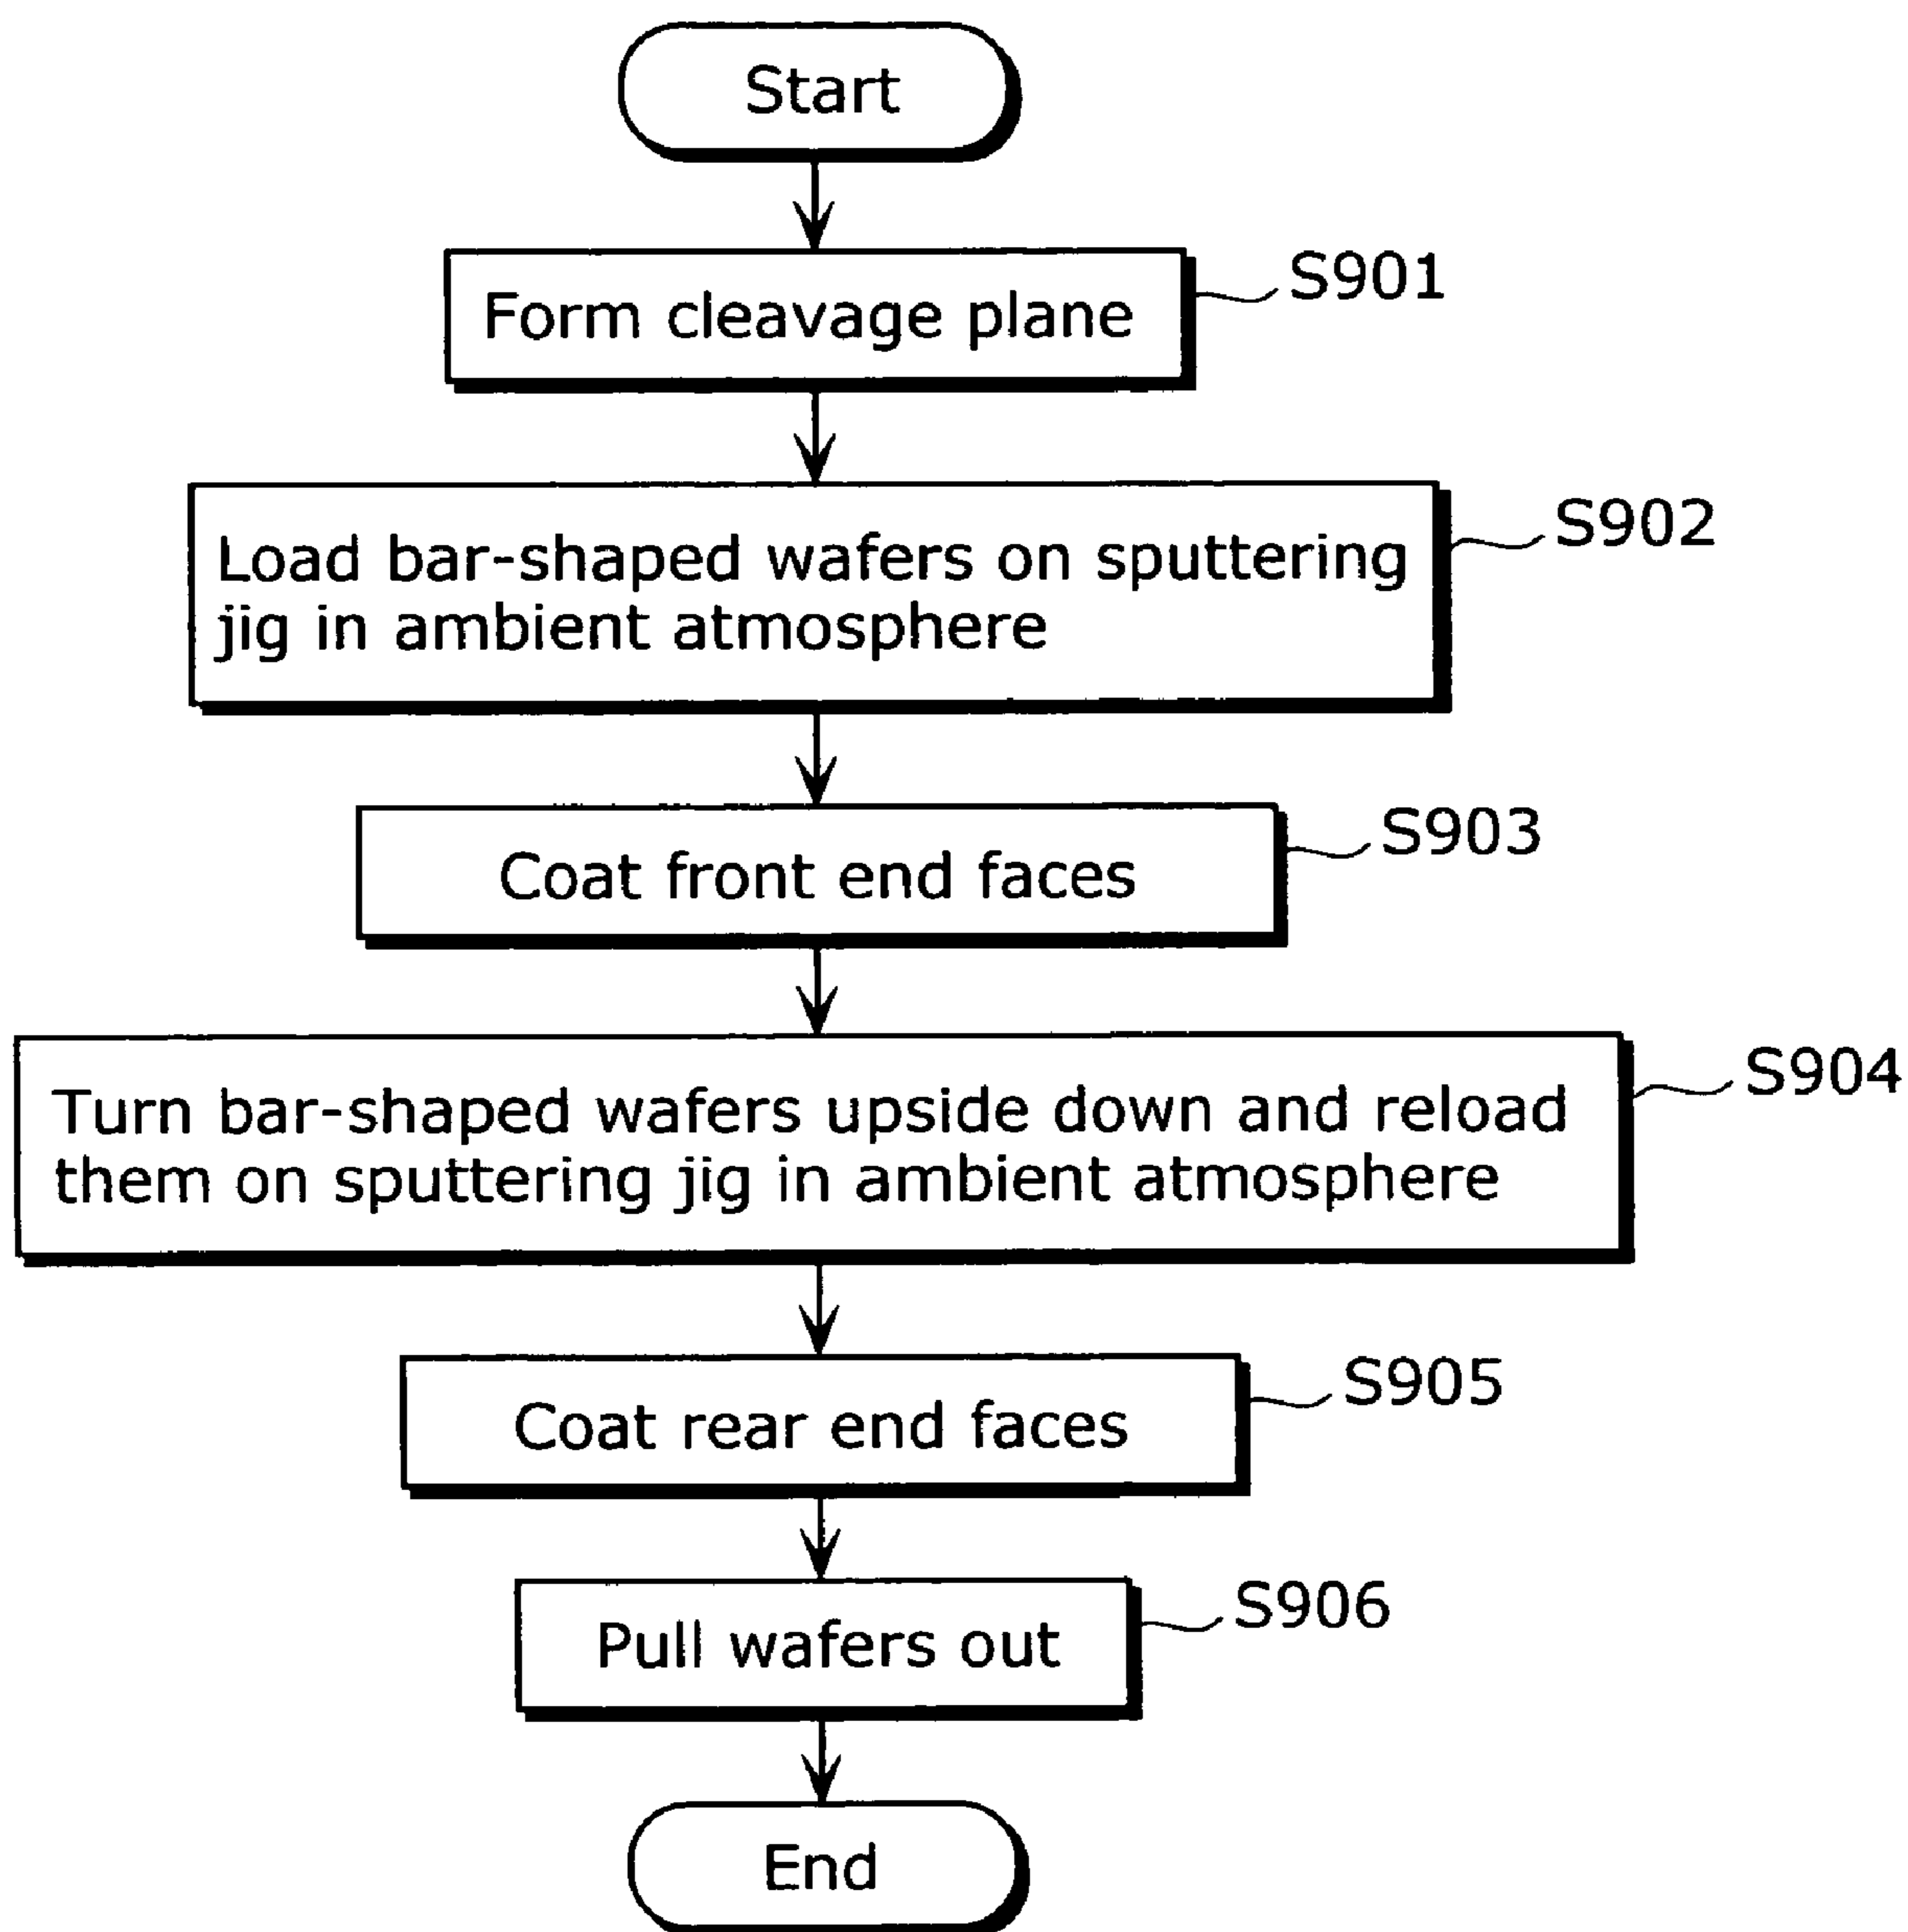 Start
Form cleavage plane
S901
Load bar-shaped wafers on sputtering
jig in ambient atmosphere
S902
Coat front end faces
S903
Turn bar-shaped wafers upside down and reload
them on sputtering jig in ambient atmosphere
S904
Coat rear end faces
S905
Pull wafers out
S906
End